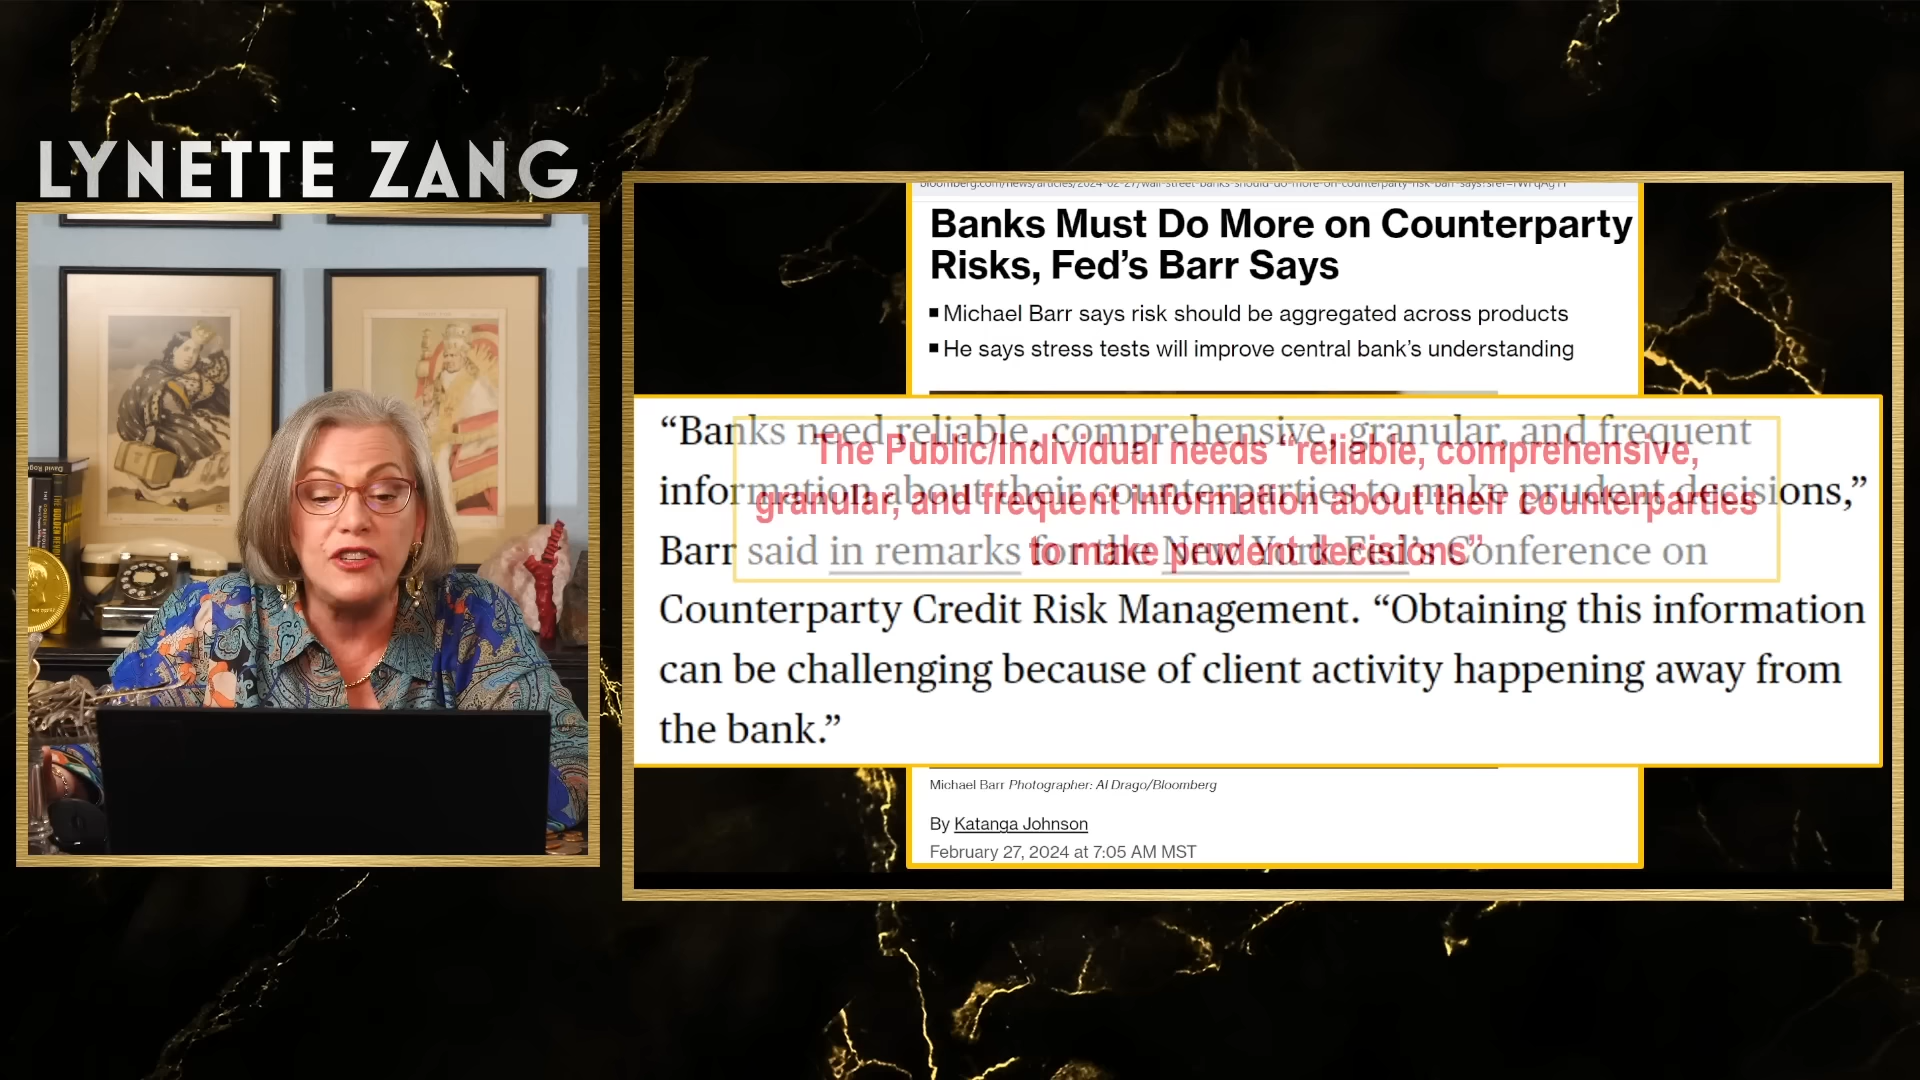 LYNETTE ZANG
Banks Must Do More on Counterparty
Risks, Fed's Barr Says
▪ Michael Barr says risk should be aggregated across products
▪ He says stress tests will improve central bank's understanding
“Banks need reliable, comprehensive, granular, and frequent
information about their counterparties to make prudent decisions,”
Barr said in remarks for the New York Fed's Conference on
Counterparty Credit Risk Management. “Obtaining this information
can be challenging because of client activity happening away from
the bank.”
The Public/Individual needs “reliable, comprehensive,
granular, and frequent information about their counterparties
to make prudent decisions”
Michael Barr Photographer: Al Drago/Bloomberg
By Katanga Johnson
February 27, 2024 at 7:05 AM MST